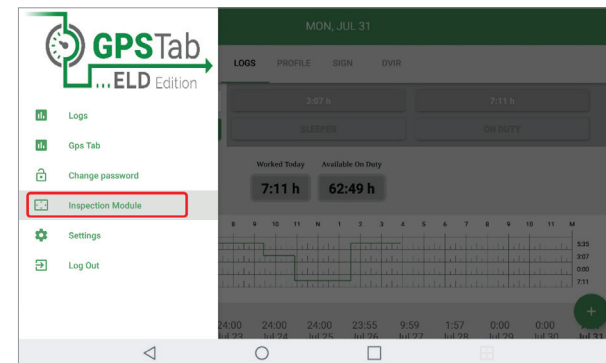 GPSTab
...ELD Edition
Logs
Gps Tab
Change password
Inspection Module
Settings
Log Out
MON, JUL 31
LOGS PROFILE SIGN DVIR
3:07 h 7:11 h
SLEEPER ON DUTY
Worked Today Available On Duty
7:11 h 62:49 h
8 9 10 11 N 1 2 3 4 5 6 7 8 9 10 11 M
5:35
3:07
0:00
7:11
+
24:00 24:00 24:00 23:55 9:59 1:57 0:00 0:00
Jul 23 Jul 24 Jul 25 Jul 26 Jul 27 Jul 28 Jul 29 Jul 30 Jul 31